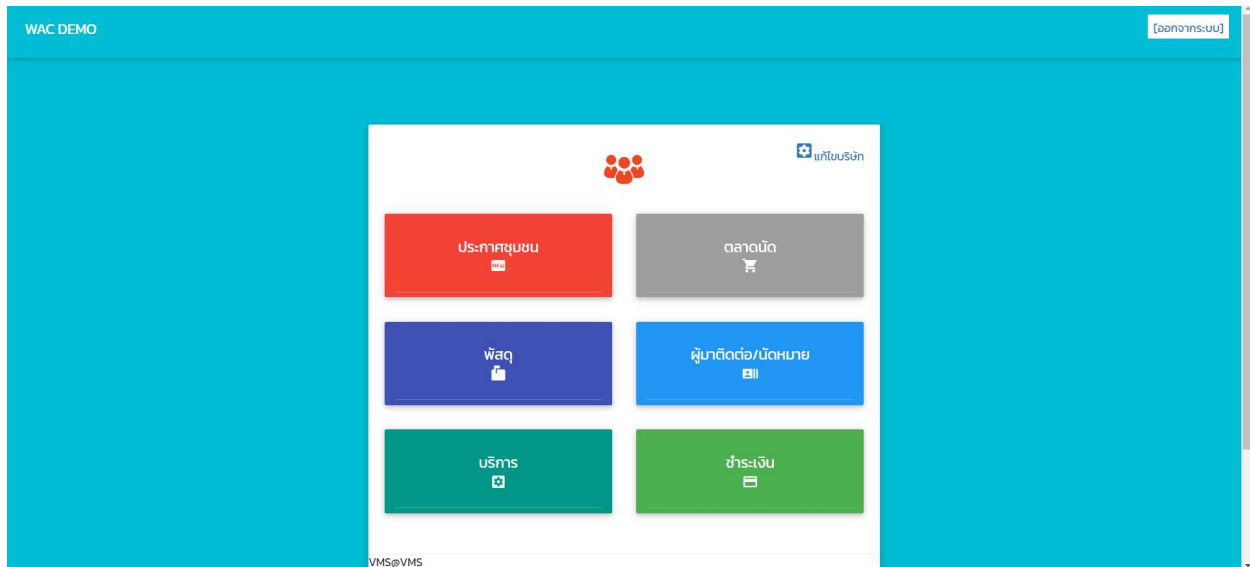 WAC DEMO
[ออกจากระบบ]
แก้ไขบริษัท
ประกาศชุมชน
NEW
ตลาดนัด
พัสดุ
ผู้มาติดต่อ/นัดหมาย
บริการ
ชำระเงิน
VMS@VMS